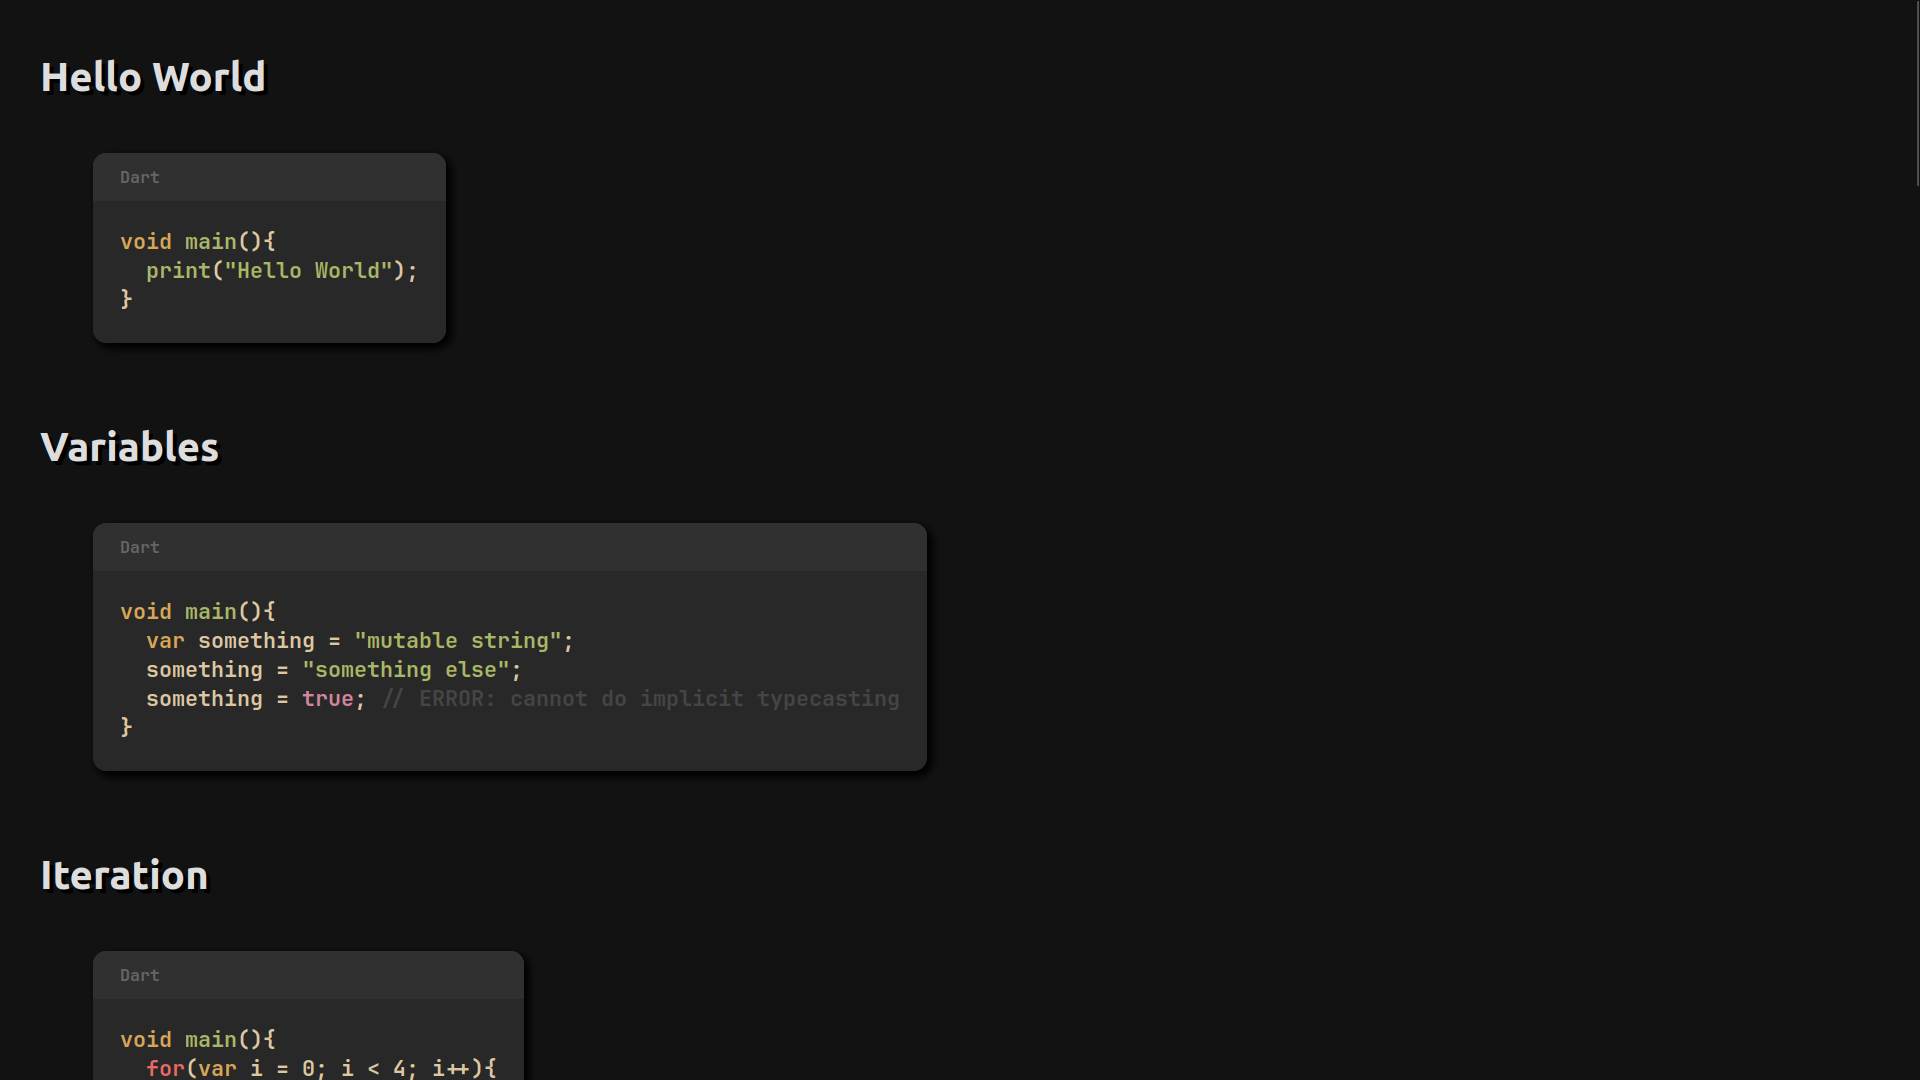 Hello World
Dart
void main(){
  print("Hello World");
}
Variables
Dart
void main(){
  var something = "mutable string";
  something = "something else";
  something = true; // ERROR: cannot do implicit typecasting
}
Iteration
Dart
void main(){
  for(var i = 0; i < 4; i++){